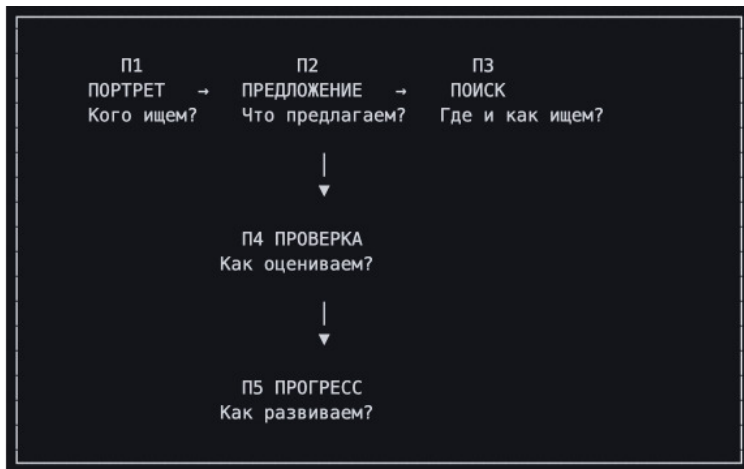 П1 П2 П3
ПОРТРЕТ → ПРЕДЛОЖЕНИЕ → ПОИСК
Кого ищем? Что предлагаем? Где и как ищем?
П4 ПРОВЕРКА
Как оцениваем?
П5 ПРОГРЕСС
Как развиваем?